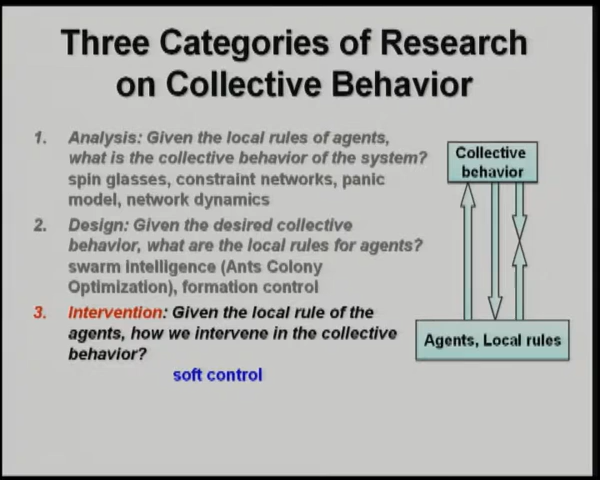 Three Categories of Research
on Collective Behavior
1. Analysis: Given the local rules of agents,
what is the collective behavior of the system?
spin glasses, constraint networks, panic
model, network dynamics
2. Design: Given the desired collective
behavior, what are the local rules for agents?
swarm intelligence (Ants Colony
Optimization), formation control
3. Intervention: Given the local rule of the
agents, how we intervene in the collective
behavior?
soft control
Collective
behavior
Agents, Local rules